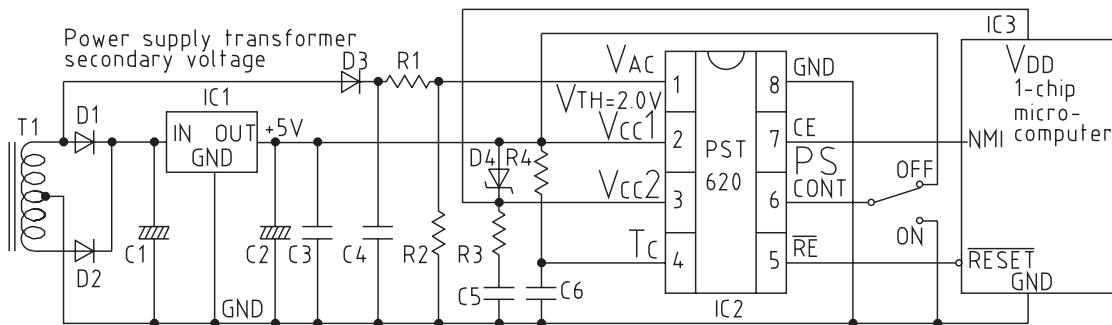 IC3
Power supply transformer
secondary voltage
D3
R1
VAC
1
8
GND
VDD
1-chip
micro-
computer
VTH=2.0V
T1
D1
IC1
IN OUT
GND
+5V
VCC1
2
PST
620
7
CE
NMI
D4
R4
PS
CONT
OFF
VCC2
3
6
ON
D2
C1
C2
C3
C4
R2
R3
TC
4
5
RE
RESET
GND
C5
C6
GND
IC2